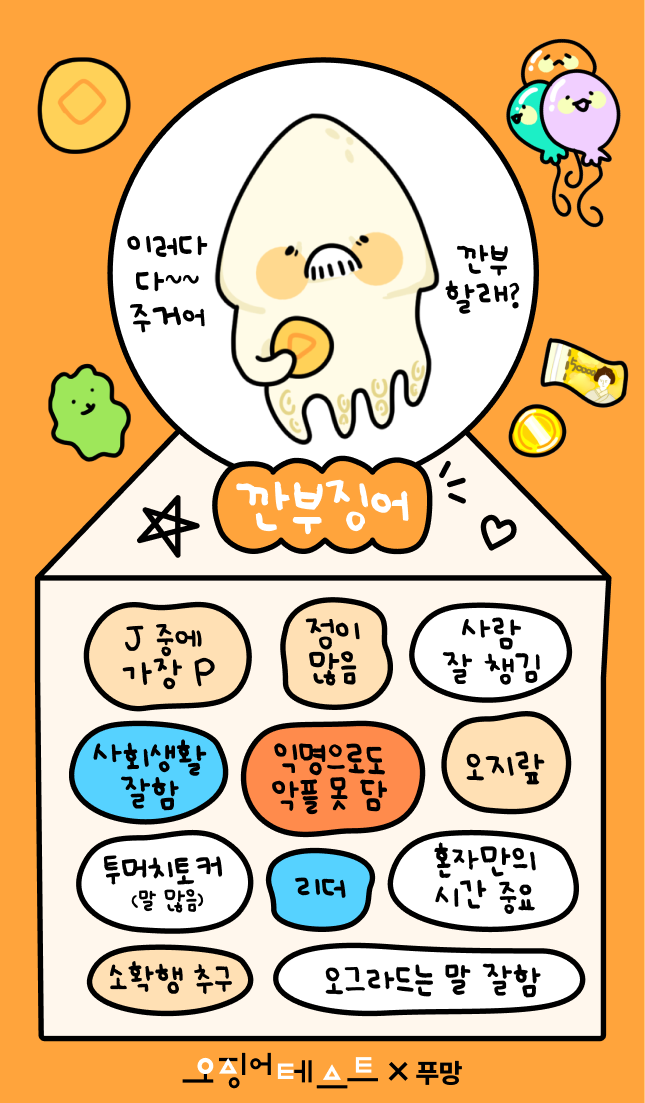 이러다
다~~
주거어
깐부
할래?
50000
깐부징어
J 중에
가장 P
정이
많음
사람
잘 챙김
사회생활
잘함
익명으로도
악플 못 담
오지랖
투머치토커
(말 많음)
리더
혼자만의
시간 중요
소확행 추구
오그라드는 말 잘함
오징어테스트 × 푸망